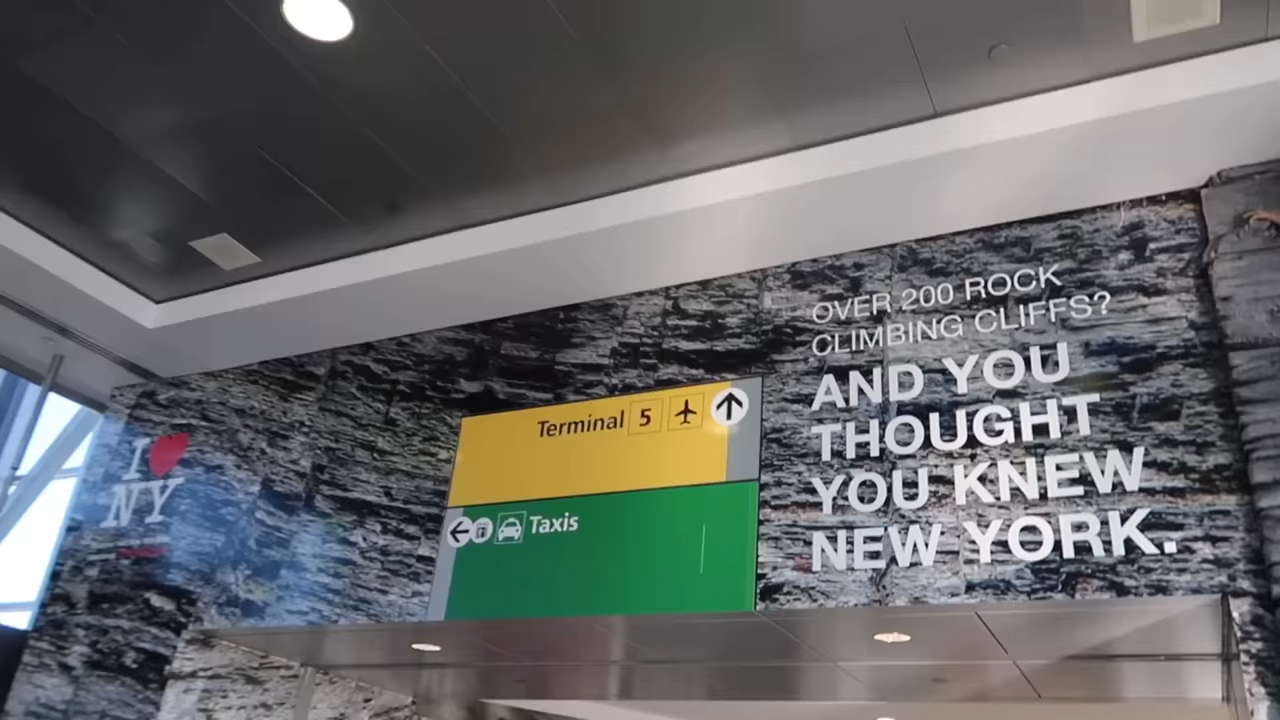 I ❤
NY
Terminal 5
Taxis
OVER 200 ROCK
CLIMBING CLIFFS?
AND YOU
THOUGHT
YOU KNEW
NEW YORK.